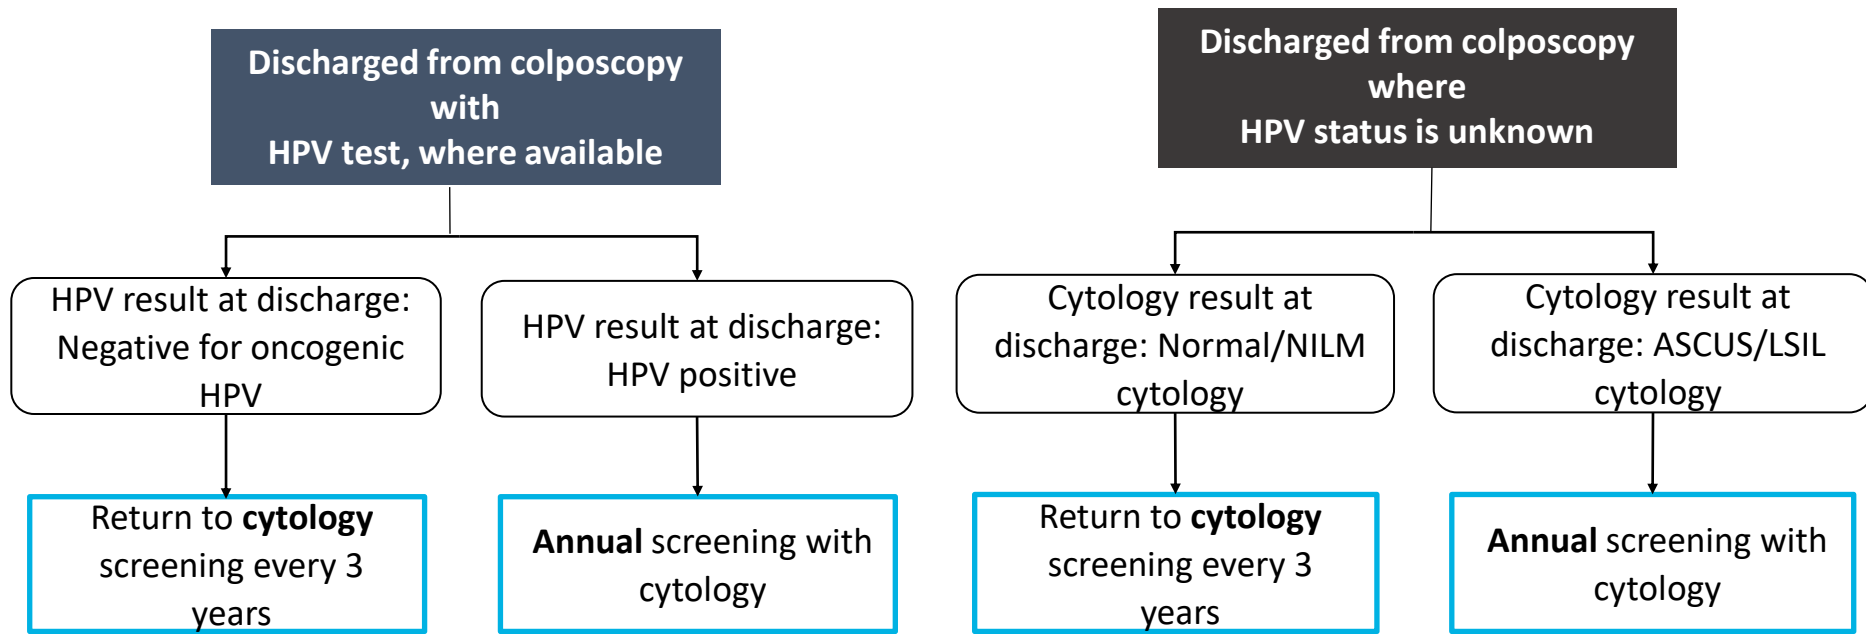 Discharged from colposcopy
with
HPV test, where available
Discharged from colposcopy
where
HPV status is unknown
HPV result at discharge:
Negative for oncogenic
HPV
HPV result at discharge:
HPV positive
Cytology result at
discharge: Normal/NILM
cytology
Cytology result at
discharge: ASCUS/LSIL
cytology
Return to cytology
screening every 3
years
Annual screening with
cytology
Return to cytology
screening every 3
years
Annual screening with
cytology